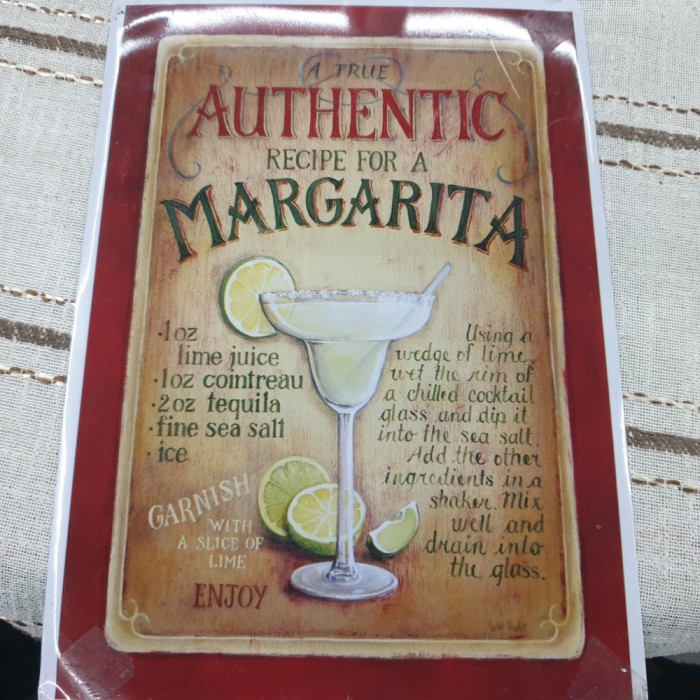 A TRUE
AUTHENTIC
RECIPE FOR A
MARGARITA
·1 oz
lime juice
·1oz cointreau
·2oz tequila
·fine sea salt
·ice
GARNISH
WITH
A SLICE OF
LIME
ENJOY
Using a
wedge of lime,
wet the rim of
a chilled cocktail
glass and dip it
into the sea salt.
Add the other
ingredients in a
shaker. Mix
well and
drain into
the glass.